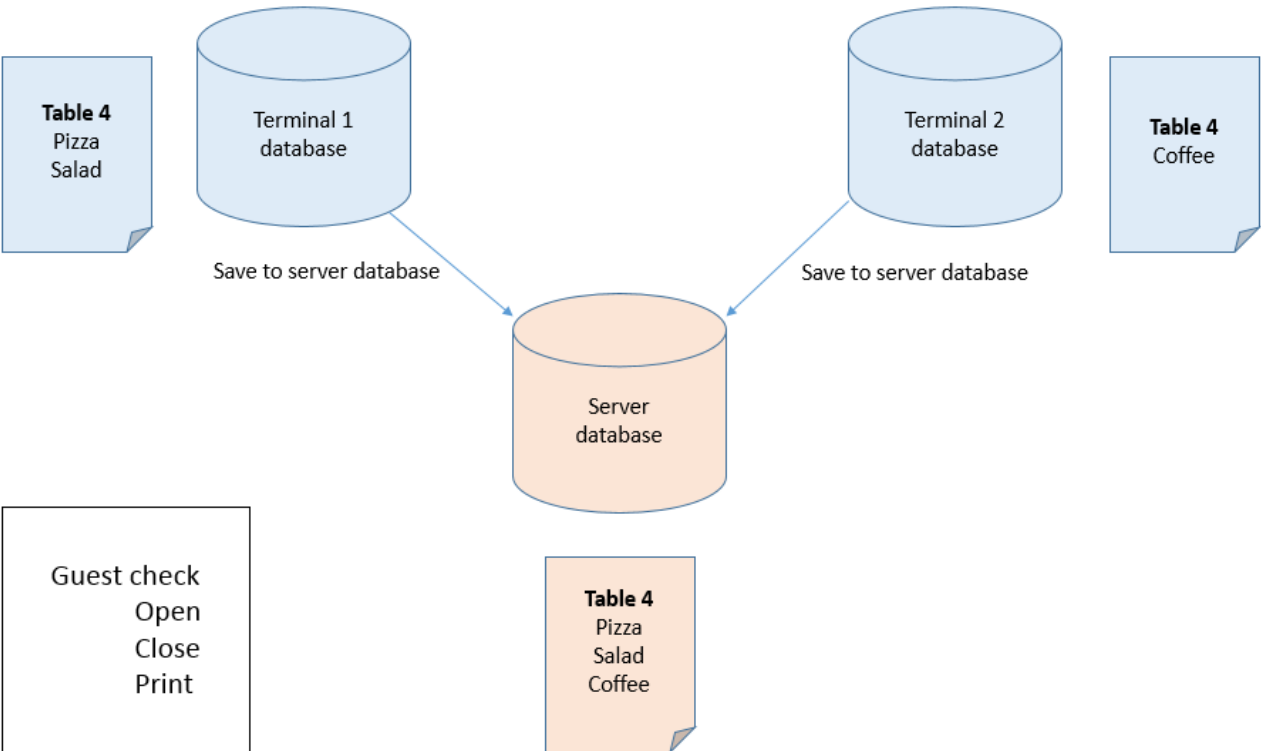 Table 4
Pizza
Salad
Terminal 1
database
Terminal 2
database
Table 4
Coffee
Save to server database
Save to server database
Server
database
Guest check
Open
Close
Print
Table 4
Pizza
Salad
Coffee